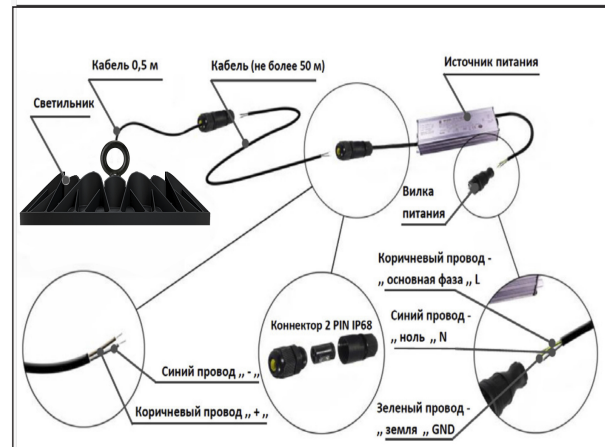 Кабель 0,5 м
Кабель (не более 50 м)
Источник питания
Светильник
Вилка
питания
Коричневый провод -
,, основная фаза ,, L
Синий провод -
,, ноль ,, N
Зеленый провод -
,, земля ,, GND
Коннектор 2 PIN IP68
Синий провод ,, - ,,
Коричневый провод ,, + ,,